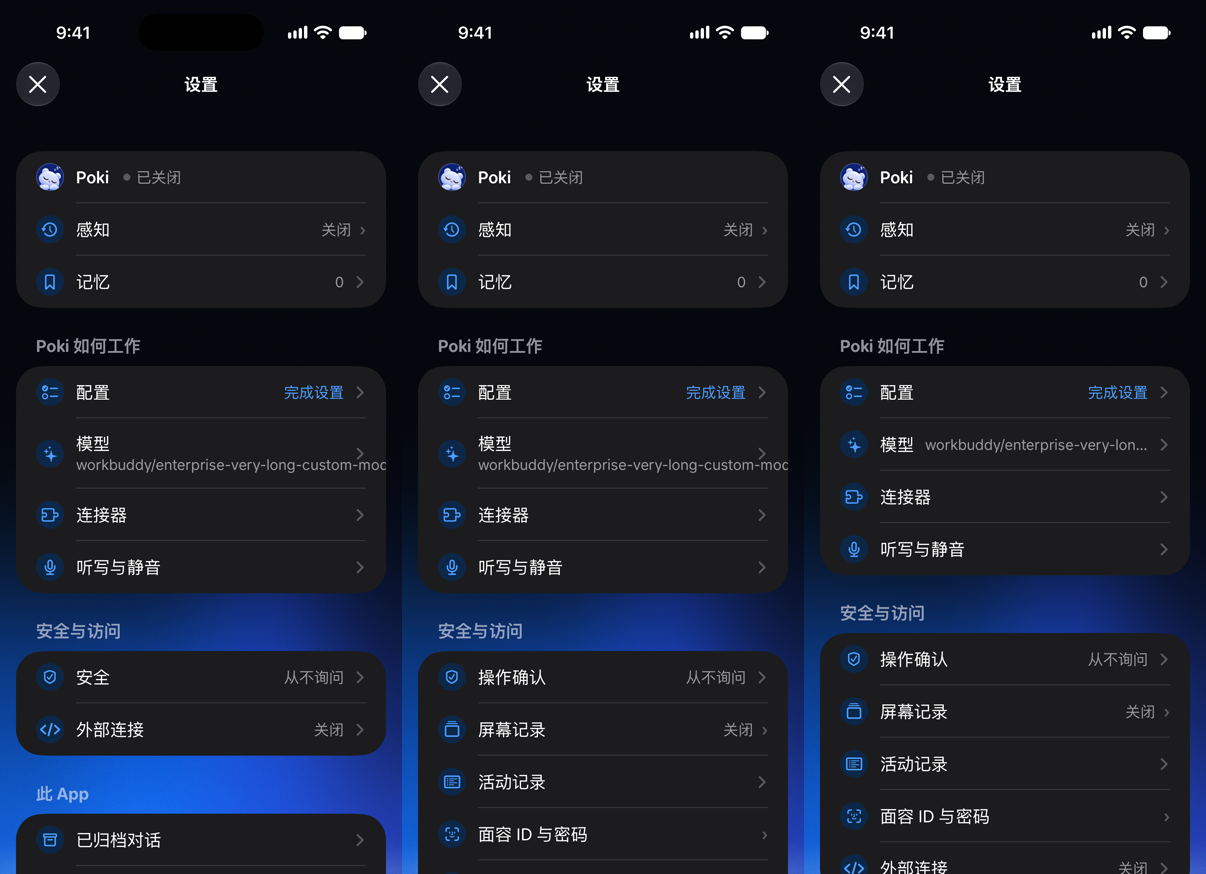 9:41
设置
Poki 已关闭
感知 关闭
记忆 0
Poki 如何工作
配置 完成设置
模型
workbuddy/enterprise-very-long-custom-mod
连接器
听写与静音
安全与访问
安全 从不询问
外部连接 关闭
此 App
已归档对话
9:41
设置
Poki 已关闭
感知 关闭
记忆 0
Poki 如何工作
配置 完成设置
模型
workbuddy/enterprise-very-long-custom-mod
连接器
听写与静音
安全与访问
操作确认 从不询问
屏幕记录 关闭
活动记录
面容 ID 与密码
9:41
设置
Poki 已关闭
感知 关闭
记忆 0
Poki 如何工作
配置 完成设置
模型 workbuddy/enterprise-very-lon...
连接器
听写与静音
安全与访问
操作确认 从不询问
屏幕记录 关闭
活动记录
面容 ID 与密码
外部连接 关闭